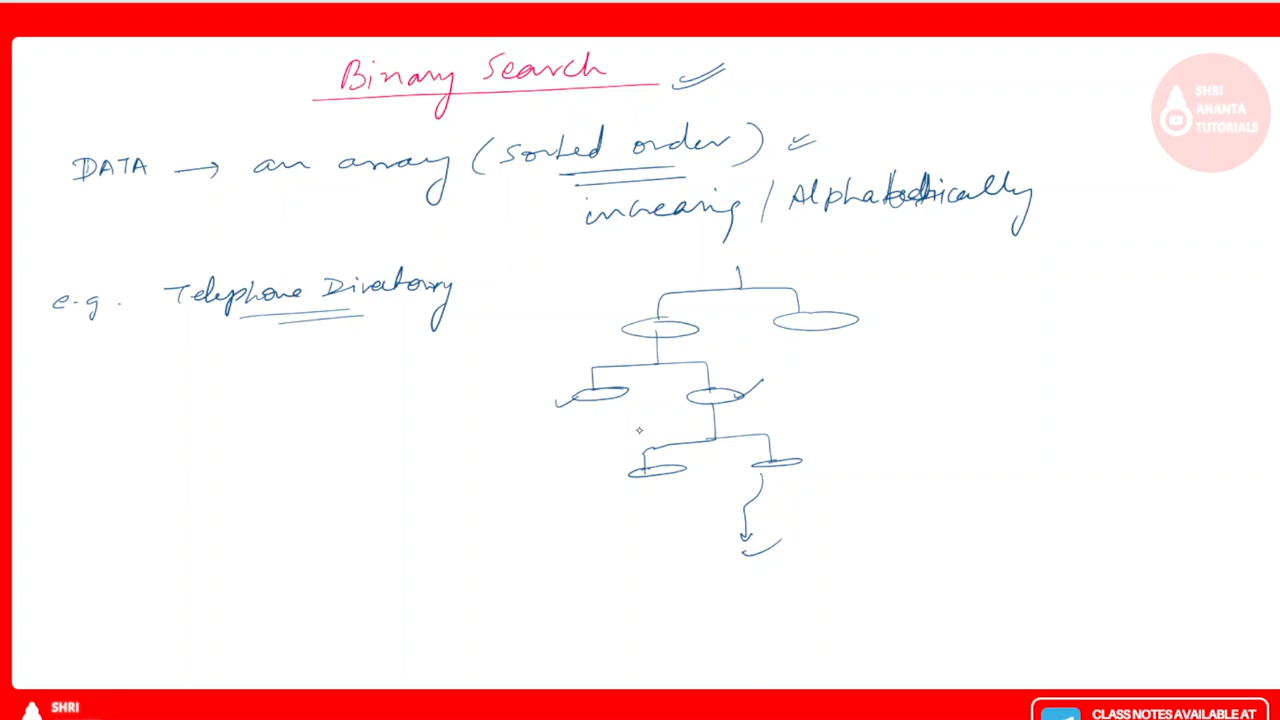 Binary Search
SHRI
ANANTA
TUTORIALS
DATA → an array (Sorted order)
increasing / Alphabetically
e.g. Telephone Directory
SHRI
CLASS NOTES AVAILABLE AT